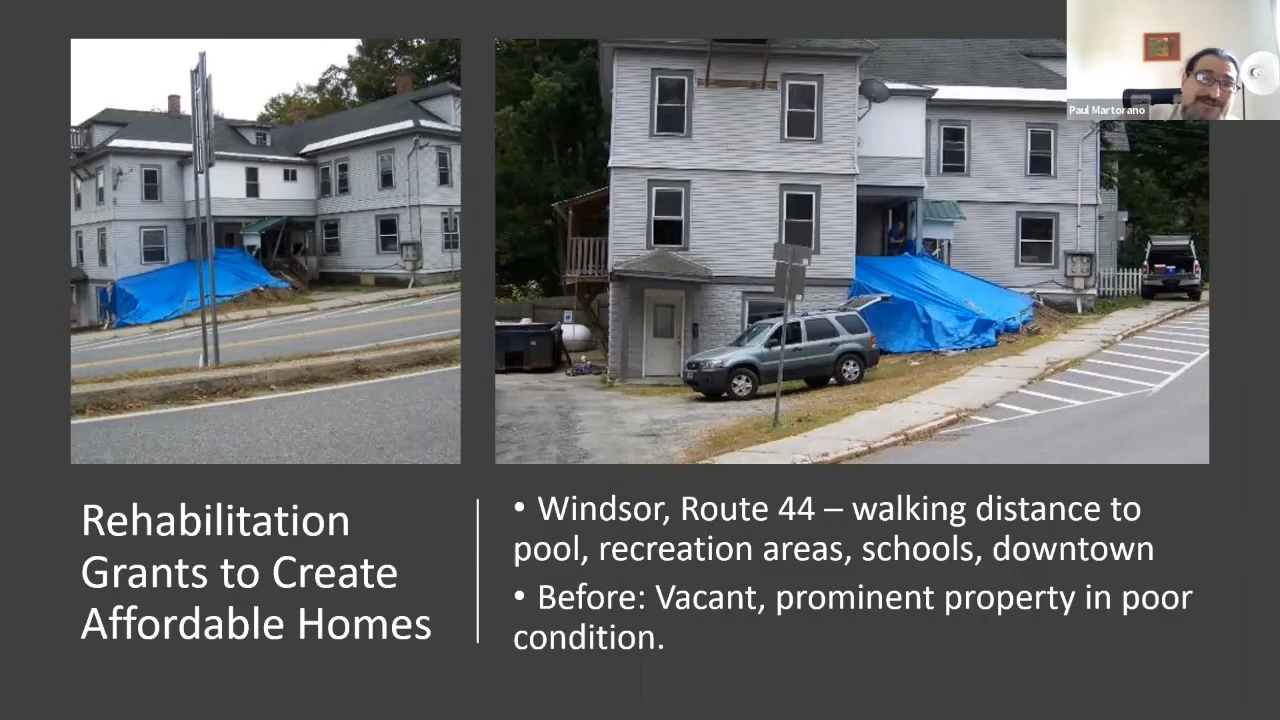 Paul Martorano
Rehabilitation
Grants to Create
Affordable Homes
• Windsor, Route 44 – walking distance to
pool, recreation areas, schools, downtown
• Before: Vacant, prominent property in poor
condition.